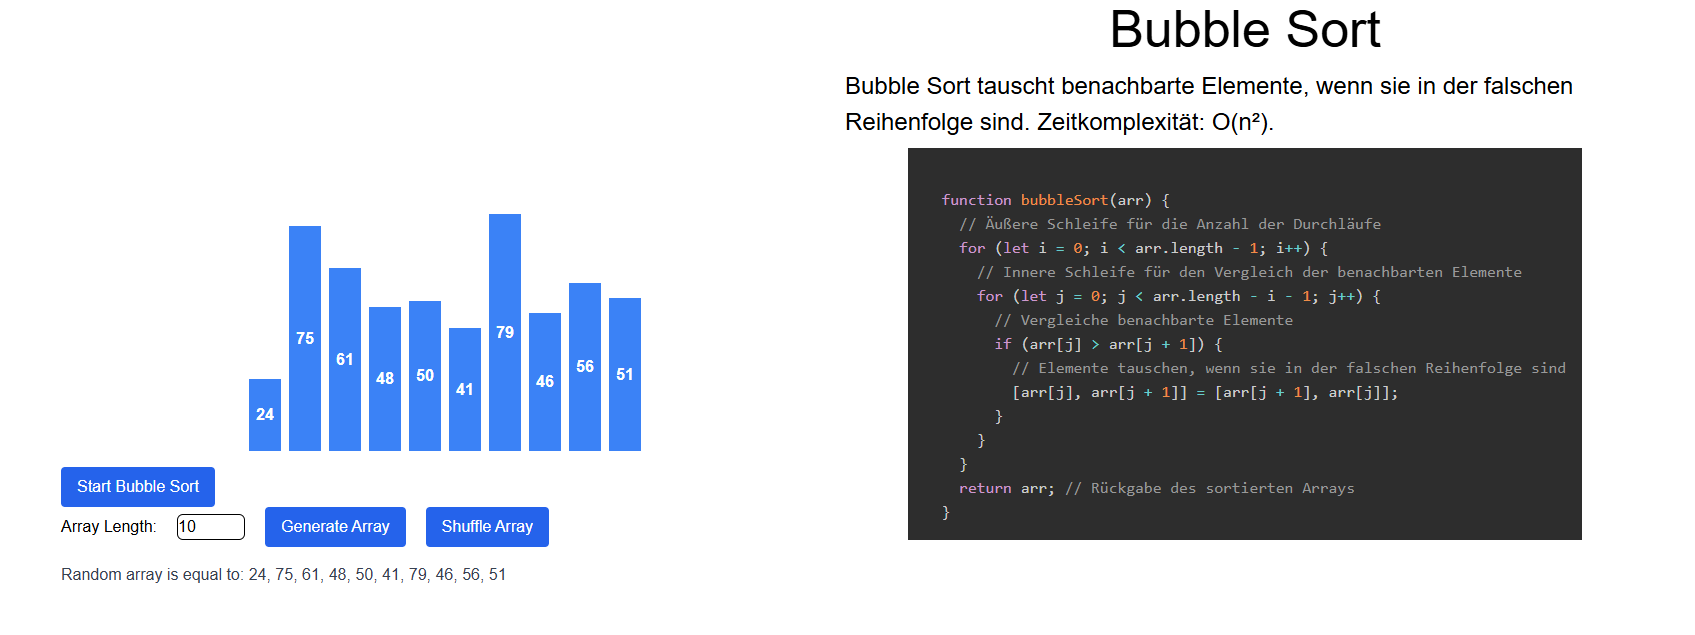 24
75
61
48
50
41
79
46
56
51
Start Bubble Sort
Array Length: 10 Generate Array Shuffle Array
Random array is equal to: 24, 75, 61, 48, 50, 41, 79, 46, 56, 51
Bubble Sort
Bubble Sort tauscht benachbarte Elemente, wenn sie in der falschen
Reihenfolge sind. Zeitkomplexität: O(n²).
function bubbleSort(arr) {
  // Äußere Schleife für die Anzahl der Durchläufe
  for (let i = 0; i < arr.length - 1; i++) {
    // Innere Schleife für den Vergleich der benachbarten Elemente
    for (let j = 0; j < arr.length - i - 1; j++) {
      // Vergleiche benachbarte Elemente
      if (arr[j] > arr[j + 1]) {
        // Elemente tauschen, wenn sie in der falschen Reihenfolge sind
        [arr[j], arr[j + 1]] = [arr[j + 1], arr[j]];
      }
    }
  }
  return arr; // Rückgabe des sortierten Arrays
}